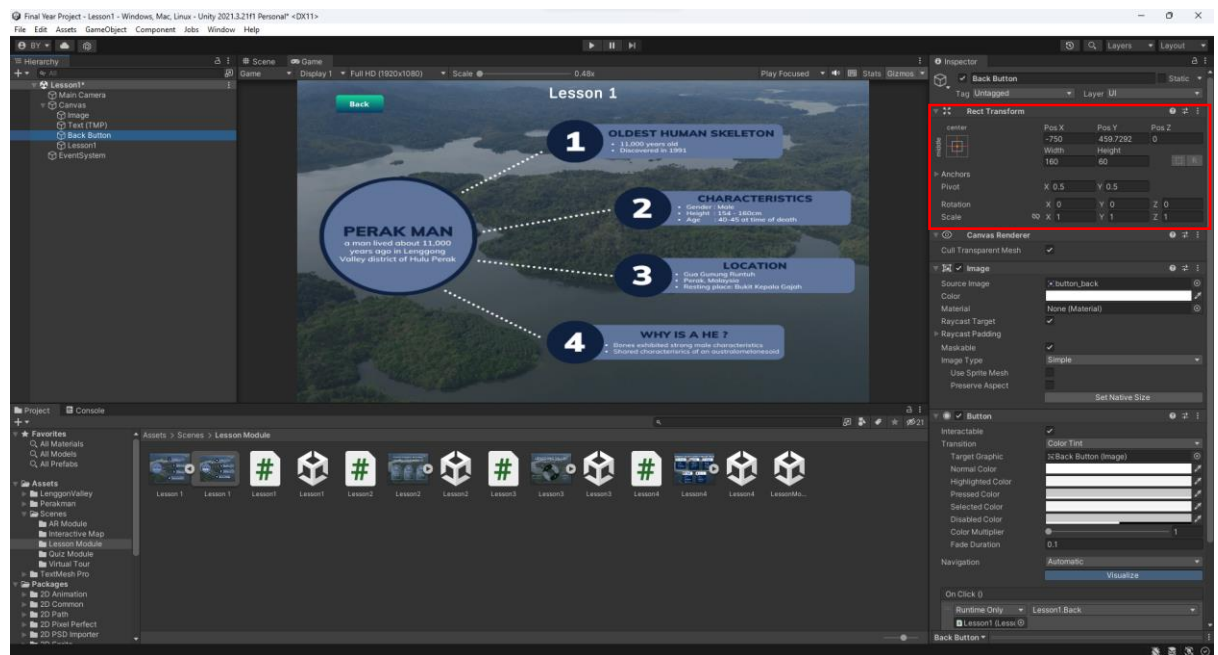 Final Year Project - Lesson1 - Windows, Mac, Linux - Unity 2021.3.21f1 Personal* <DX11>
File Edit Assets GameObject Component Jobs Window Help
BY
Layers
Layout
Hierarchy
All
Lesson1*
Main Camera
Canvas
Image
Text (TMP)
Back Button
Lesson1
EventSystem
Scene
Game
Game
Display 1
Full HD (1920x1080)
Scale
0.48x
Play Focused
Stats
Gizmos
Back
Lesson 1
1
OLDEST HUMAN SKELETON
• 11,000 years old
• Discovered in 1991
2
CHARACTERISTICS
• Gender : Male
• Height : 154 - 160cm
• Age : 40-45 at time of death
PERAK MAN
a man lived about 11,000
years ago in Lenggong
Valley district of Hulu Perak
3
LOCATION
• Gua Gunung Runtuh
• Perak, Malaysia
• Resting place: Bukit Kepala Gajah
4
WHY IS A HE ?
• Bones exhibited strong male characteristics
• Shared characteristics of an australomelanesoid
Inspector
Back Button
Static
Tag Untagged
Layer UI
Rect Transform
center
middle
Pos X Pos Y Pos Z
-750 459.7292 0
Width Height
160 60
R
Anchors
Pivot X 0.5 Y 0.5
Rotation X 0 Y 0 Z 0
Scale X 1 Y 1 Z 1
Canvas Renderer
Cull Transparent Mesh
Image
Source Image button_back
Color
Material None (Material)
Raycast Target
Raycast Padding
Maskable
Image Type Simple
Use Sprite Mesh
Preserve Aspect
Set Native Size
Button
Interactable
Transition Color Tint
Target Graphic Back Button (Image)
Normal Color
Highlighted Color
Pressed Color
Selected Color
Disabled Color
Color Multiplier 1
Fade Duration 0.1
Navigation Automatic
Visualize
On Click ()
Runtime Only Lesson1.Back
Lesson1 (Less
Back Button
Project
Console
21
Favorites
All Materials
All Models
All Prefabs
Assets
LenggonValley
Perakman
Scenes
AR Module
Interactive Map
Lesson Module
Quiz Module
Virtual Tour
TextMesh Pro
Packages
2D Animation
2D Common
2D Path
2D Pixel Perfect
2D PSD Importer
2D Sprite
Assets > Scenes > Lesson Module
Lesson 1 Lesson 1 Lesson1 Lesson1 Lesson2 Lesson2 Lesson2 Lesson3 Lesson3 Lesson3 Lesson4 Lesson4 Lesson4 LessonMo...